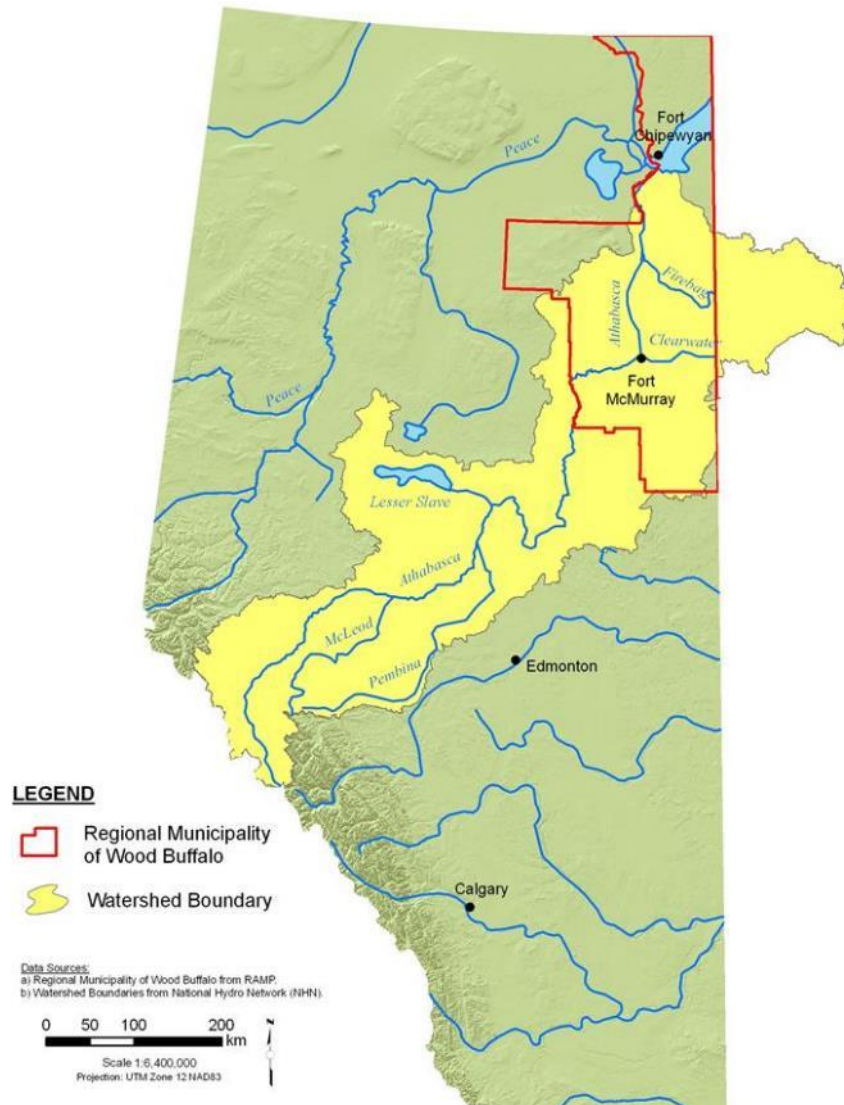 Fort
Chipewyan
Peace
Firebag
Athabasca
Clearwater
Fort
McMurray
Peace
Lesser Slave
Athabasca
McLeod
Pembina
Edmonton
LEGEND
Regional Municipality
of Wood Buffalo
Watershed Boundary
Calgary
Data Sources:
a) Regional Municipality of Wood Buffalo from RAMP.
b) Watershed Boundaries from National Hydro Network (NHN).
0 50 100 200
km
N
Scale 1:6,400,000
Projection: UTM Zone 12 NAD83